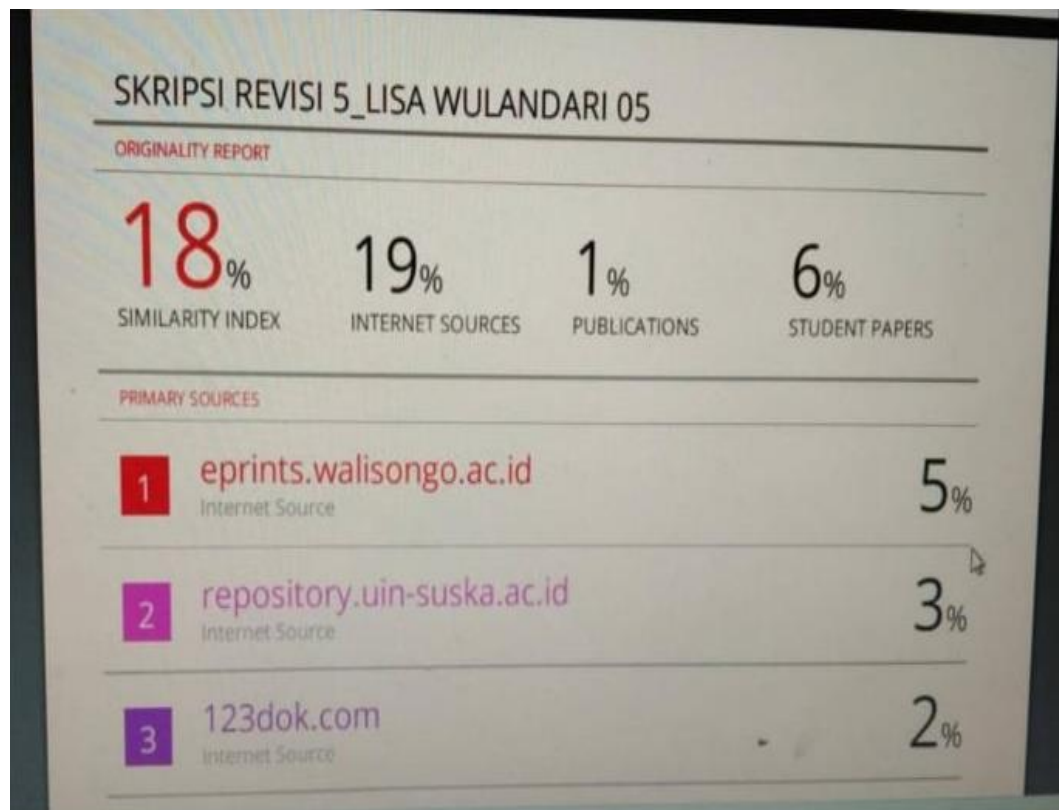 SKRIPSI REVISI 5_LISA WULANDARI 05
ORIGINALITY REPORT
18% 19% 1% 6%
SIMILARITY INDEX INTERNET SOURCES PUBLICATIONS STUDENT PAPERS
PRIMARY SOURCES
1 eprints.walisongo.ac.id 5%
Internet Source
2 repository.uin-suska.ac.id 3%
Internet Source
3 123dok.com 2%
Internet Source